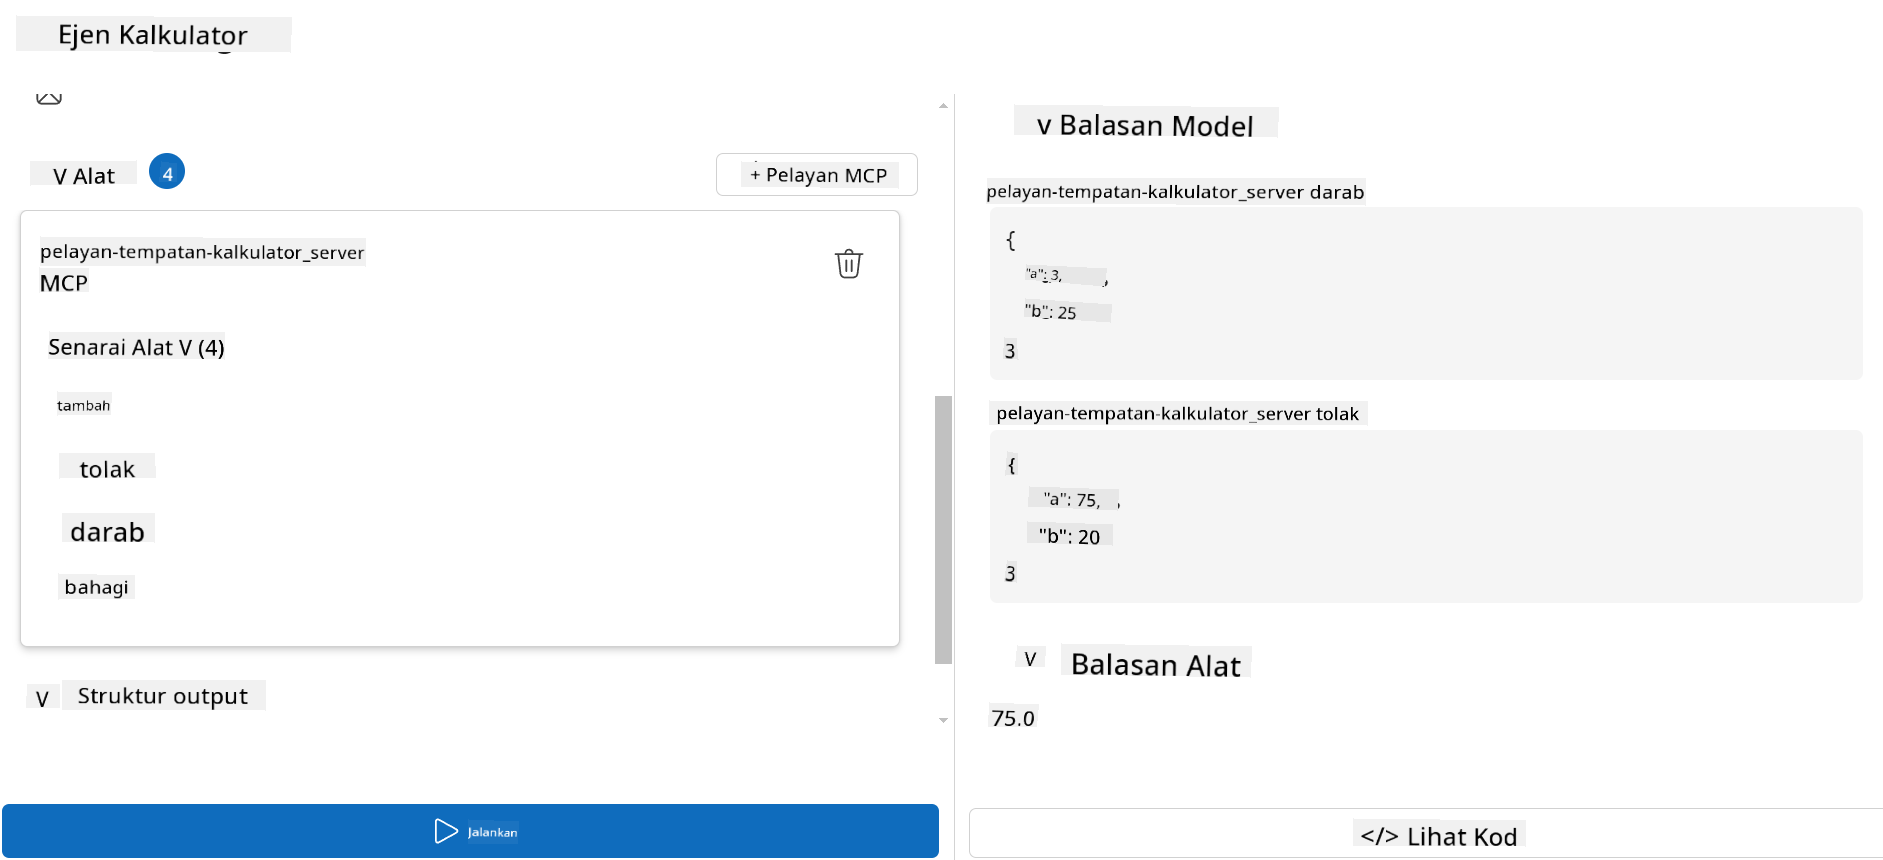 Ejen Kalkulator
V Alat 4
+ Pelayan MCP
pelayan-tempatan-kalkulator_server
MCP
Senarai Alat V (4)
tambah
tolak
darab
bahagi
V Struktur output
Jalankan
v Balasan Model
pelayan-tempatan-kalkulator_server darab
{
"a": 3,
"b": 25
3
pelayan-tempatan-kalkulator_server tolak
{
"a": 75,
"b": 20
3
V Balasan Alat
75.0
</> Lihat Kod